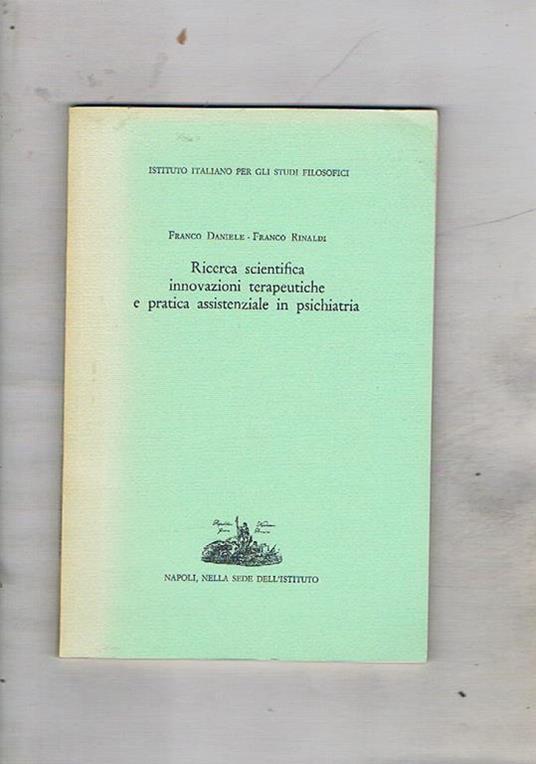 ISTITUTO ITALIANO PER GLI STUDI FILOSOFICI
FRANCO DANIELE - FRANCO RINALDI
Ricerca scientifica
innovazioni terapeutiche
e pratica assistenziale in psichiatria
NAPOLI, NELLA SEDE DELL'ISTITUTO